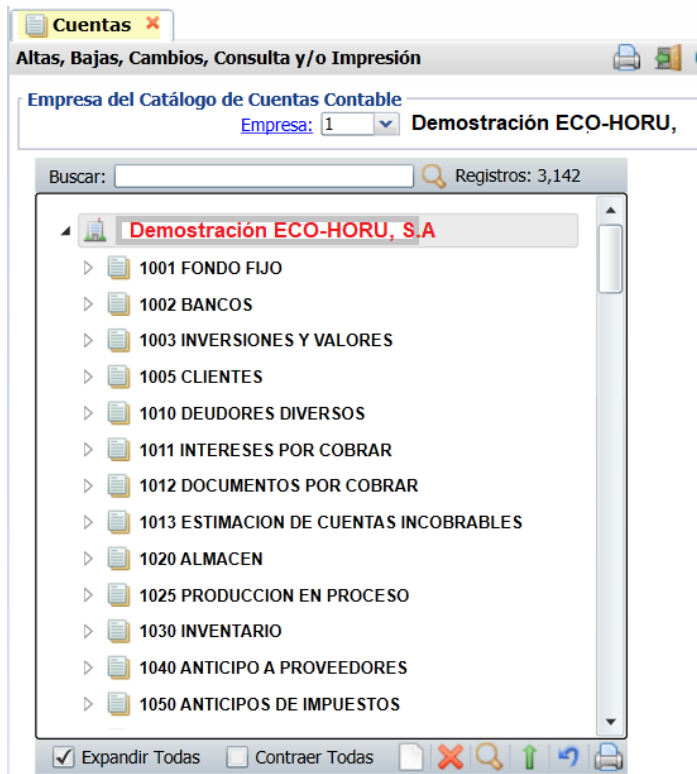 Cuentas
Altas, Bajas, Cambios, Consulta y/o Impresión
Empresa del Catálogo de Cuentas Contable
Empresa: 1 Demostración ECO-HORU,
Buscar: Registros: 3,142
Demostración ECO-HORU, S.A
1001 FONDO FIJO
1002 BANCOS
1003 INVERSIONES Y VALORES
1005 CLIENTES
1010 DEUDORES DIVERSOS
1011 INTERESES POR COBRAR
1012 DOCUMENTOS POR COBRAR
1013 ESTIMACION DE CUENTAS INCOBRABLES
1020 ALMACEN
1025 PRODUCCION EN PROCESO
1030 INVENTARIO
1040 ANTICIPO A PROVEEDORES
1050 ANTICIPOS DE IMPUESTOS
Expandir Todas Contraer Todas